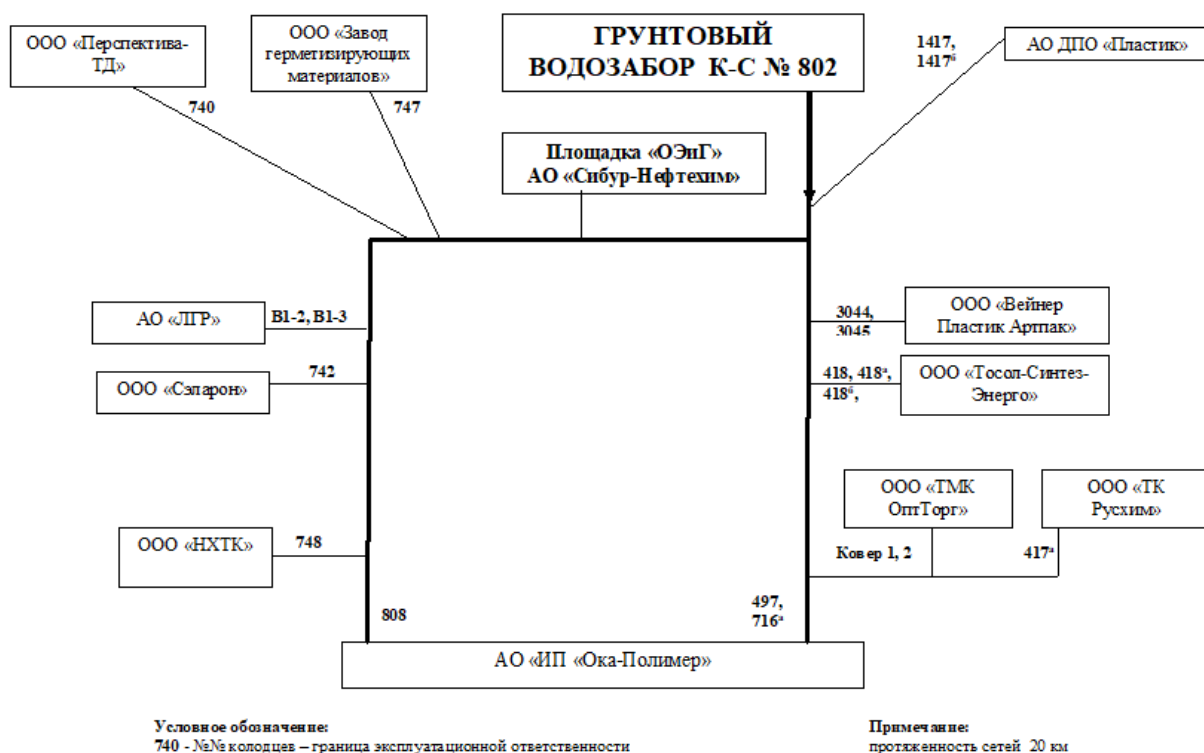 ООО «Перспектива-
ТД»
ООО «Завод
герметизирующих
материалов»
ГРУНТОВЫЙ
ВОДОЗАБОР К-С № 802
1417,
1417б
АО ДПО «Пластик»
740
747
Площадка «ОЭиГ»
АО «Сибур-Нефтехим»
АО «ЛГР»
В1-2, В1-3
3044,
3045
ООО «Вейнер
Пластик Артпак»
ООО «Сэларон»
742
418, 418а,
418б,
ООО «Тосол-Синтез-
Энерго»
ООО «ТМК
ОптТорг»
ООО «ТК
Русхим»
ООО «НХТК»
748
Ковер 1, 2
417а
808
497,
716а
АО «ИП «Ока-Полимер»
Условное обозначение:
740 - №№ колодцев – граница эксплуатационной ответственности
Примечание:
протяженность сетей 20 км